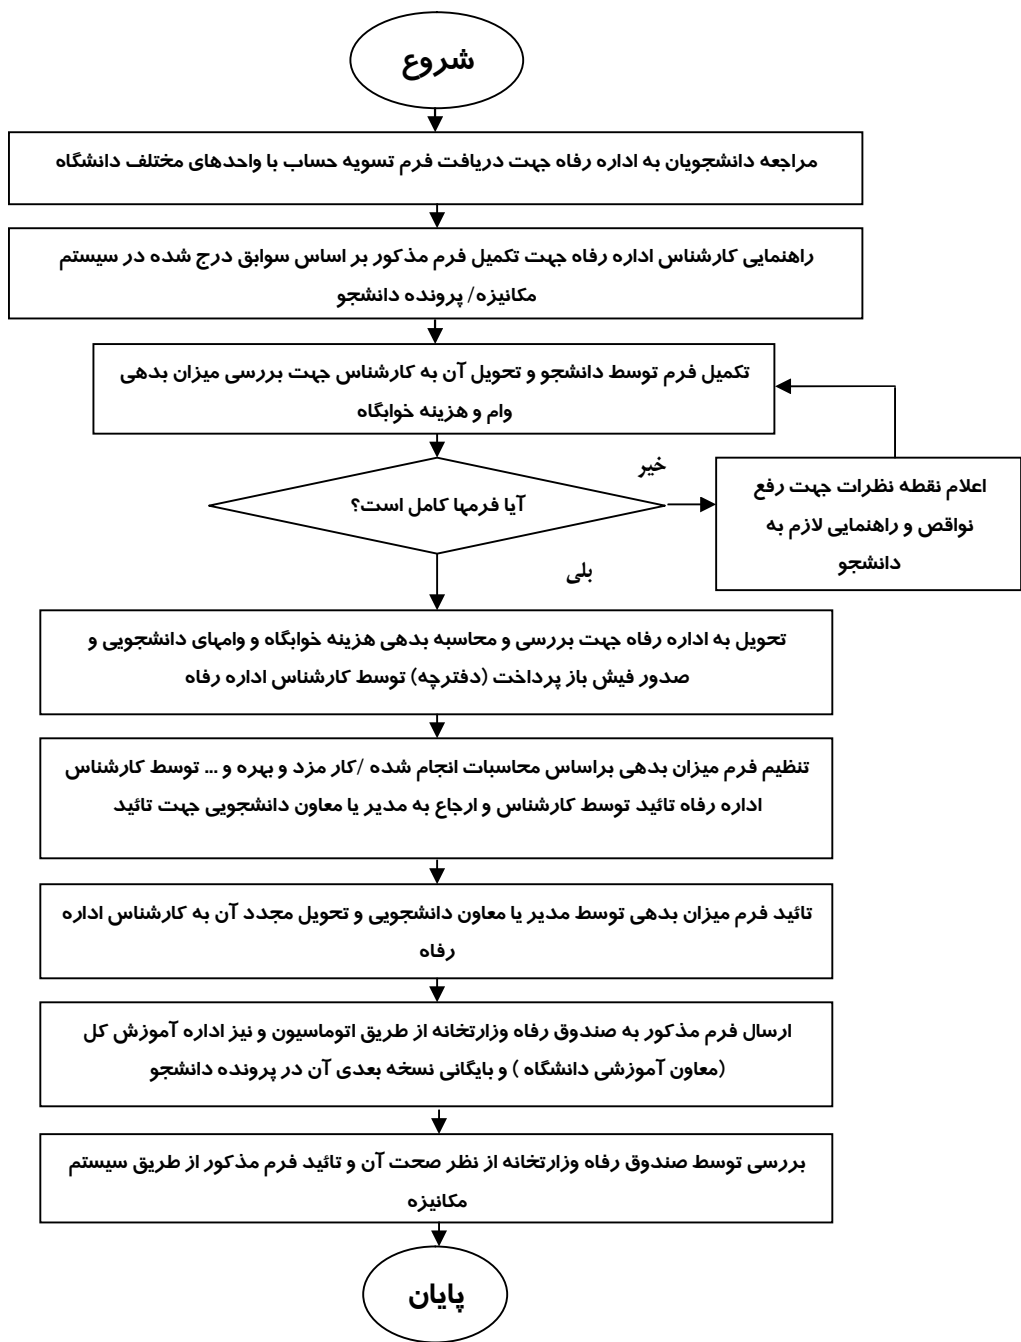 شروع
مراجعه دانشجویان به اداره رفاه جهت دریافت فرم تسویه حساب با واحدهای مختلف دانشگاه
راهنمایی کارشناس اداره رفاه جهت تکمیل فرم مذکور بر اساس سوابق درج شده در سیستم
مکانیزه/ پرونده دانشجو
تکمیل فرم توسط دانشجو و تحویل آن به کارشناس جهت بررسی میزان بدهی
وام و هزینه خوابگاه
آیا فرمها کامل است؟
خیر
اعلام نقطه نظرات جهت رفع
نواقص و راهنمایی لازم به
دانشجو
بلی
تحویل به اداره رفاه جهت بررسی و محاسبه بدهی هزینه خوابگاه و وامهای دانشجویی و
صدور فیش باز پرداخت (دفترچه) توسط کارشناس اداره رفاه
تنظیم فرم میزان بدهی براساس محاسبات انجام شده /کار مزد و بهره و ... توسط کارشناس
اداره رفاه تائید توسط کارشناس و ارجاع به مدیر یا معاون دانشجویی جهت تائید
تائید فرم میزان بدهی توسط مدیر یا معاون دانشجویی و تحویل مجدد آن به کارشناس اداره
رفاه
ارسال فرم مذکور به صندوق رفاه وزارتخانه از طریق اتوماسیون و نیز اداره آموزش کل
(معاون آموزشی دانشگاه ) و بایگانی نسخه بعدی آن در پرونده دانشجو
بررسی توسط صندوق رفاه وزارتخانه از نظر صحت آن و تائید فرم مذکور از طریق سیستم
مکانیزه
پایان